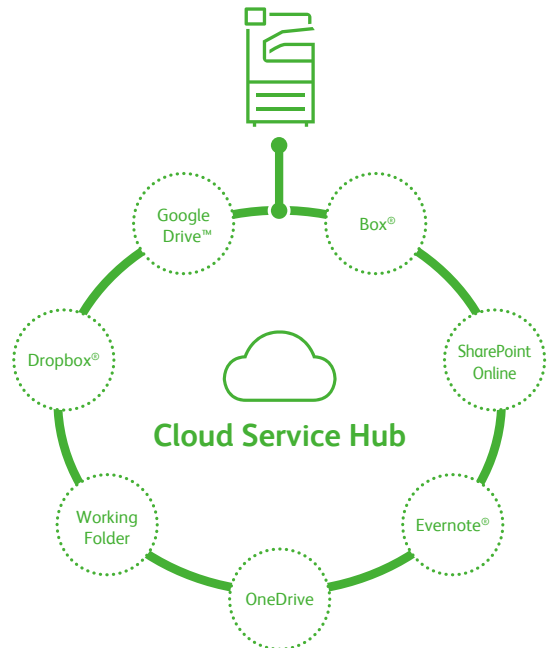 Google
Drive™
Box®
Dropbox®
SharePoint
Online
Cloud Service Hub
Working
Folder
Evernote®
OneDrive